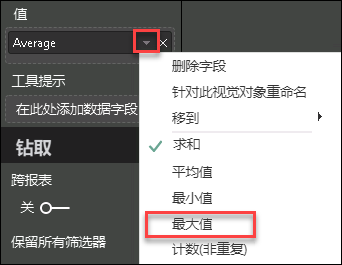 值
Average
工具提示
在此处添加数据字段
钻取
跨报表
关
保留所有筛选器
删除字段
针对此视觉对象重命名
移到
求和
平均值
最小值
最大值
计数(非重复)